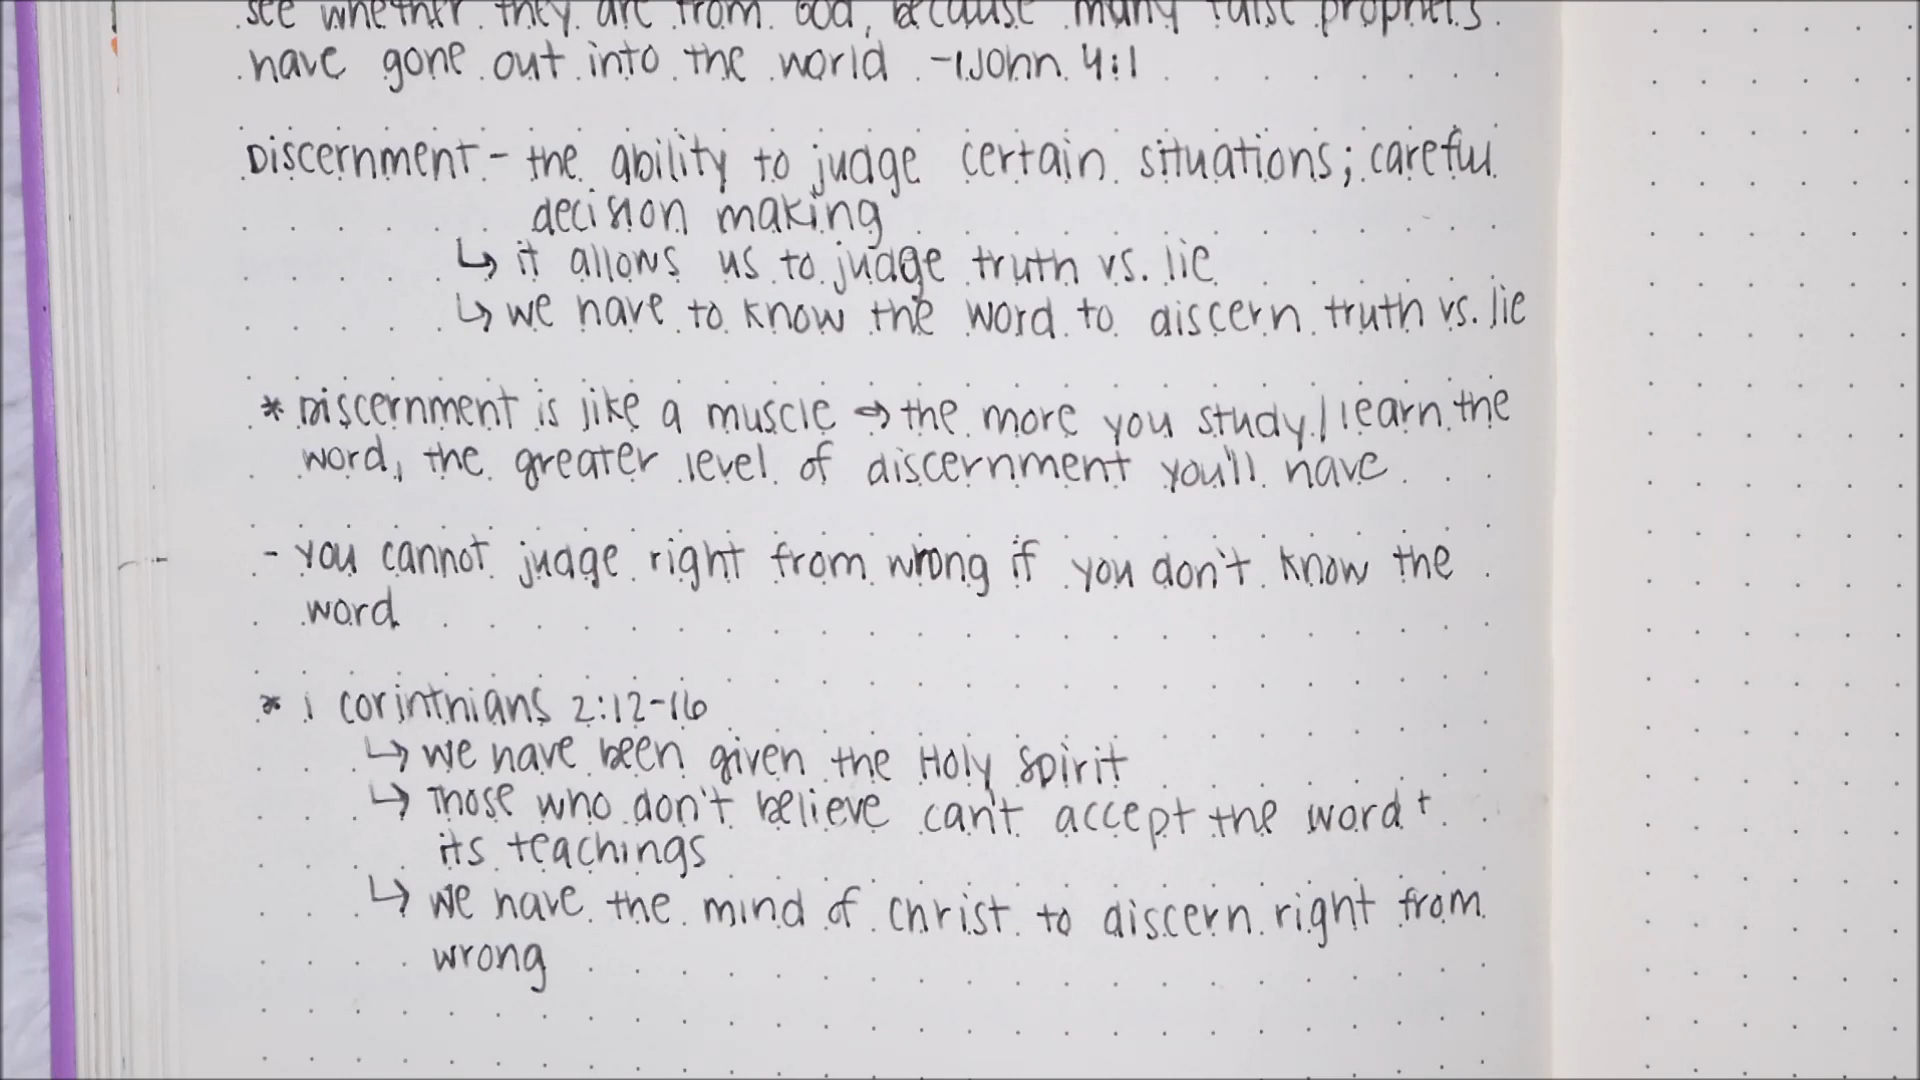 see whether they are from God, because many false prophets
have gone out into the world - 1 John 4:1
Discernment - the ability to judge certain situations; careful
decision making
↳ it allows us to judge truth vs. lie
↳ we have to know the word to discern truth vs. lie
* Discernment is like a muscle ⇒ the more you study/learn the
word, the greater level of discernment you'll have
- you cannot judge right from wrong if you don't know the
word
* 1 corinthians 2:12-16
↳ we have been given the Holy Spirit
↳ Those who don't believe can't accept the word +
its teachings
↳ we have the mind of christ to discern right from
wrong